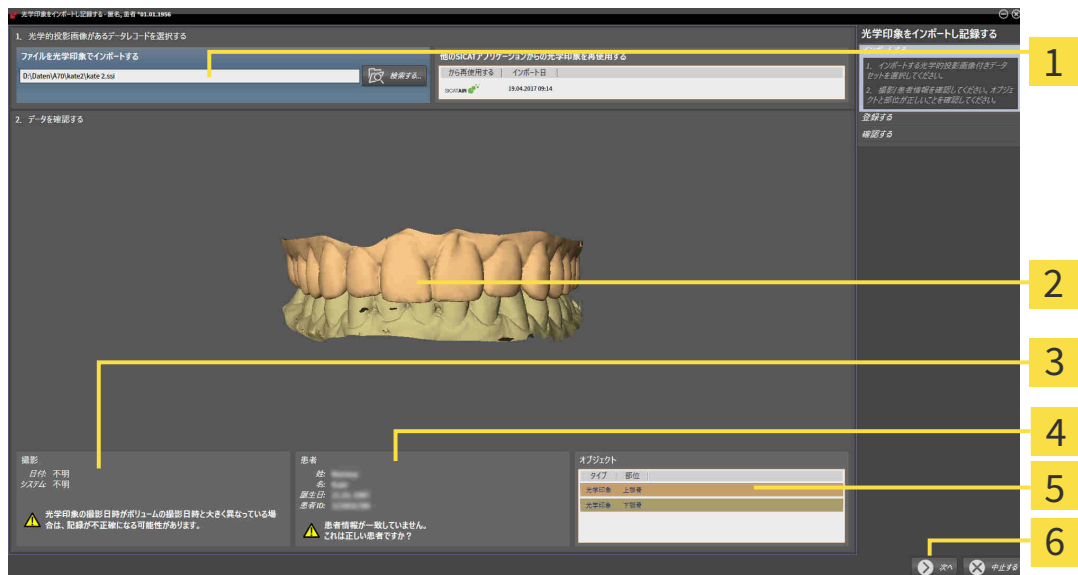 光学印象をインポートし記録する - 匿名, 患者 *01.01.1956
1. 光学的投影画像があるデータレコードを選択する
ファイルを光学印象でインポートする
D:\Daten\A70\kate2\kate 2.ssi
検索する..
他のSICATアプリケーションからの光学印象を再使用する
から再使用する
インポート日
SICATAIR
19.04.2017 09:14
2. データを確認する
撮影
日付: 不明
システム: 不明
光学印象の撮影日時がボリュームの撮影日時と大きく異なっている場
合は、記録が不正確になる可能性があります。
患者
姓:
名:
誕生日:
患者ID:
患者情報が一致していません。
これは正しい患者ですか？
オブジェクト
タイプ 部位
光学印象 上顎骨
光学印象 下顎骨
光学印象をインポートし記録する
インポートする
1. インポートする光学的投影画像付きデータ
セットを選択してください。
2. 撮影/患者情報を確認してください。オブジェ
クトと部位が正しいことを確認してください。
登録する
確認する
次へ
中止する
1
2
3
4
5
6